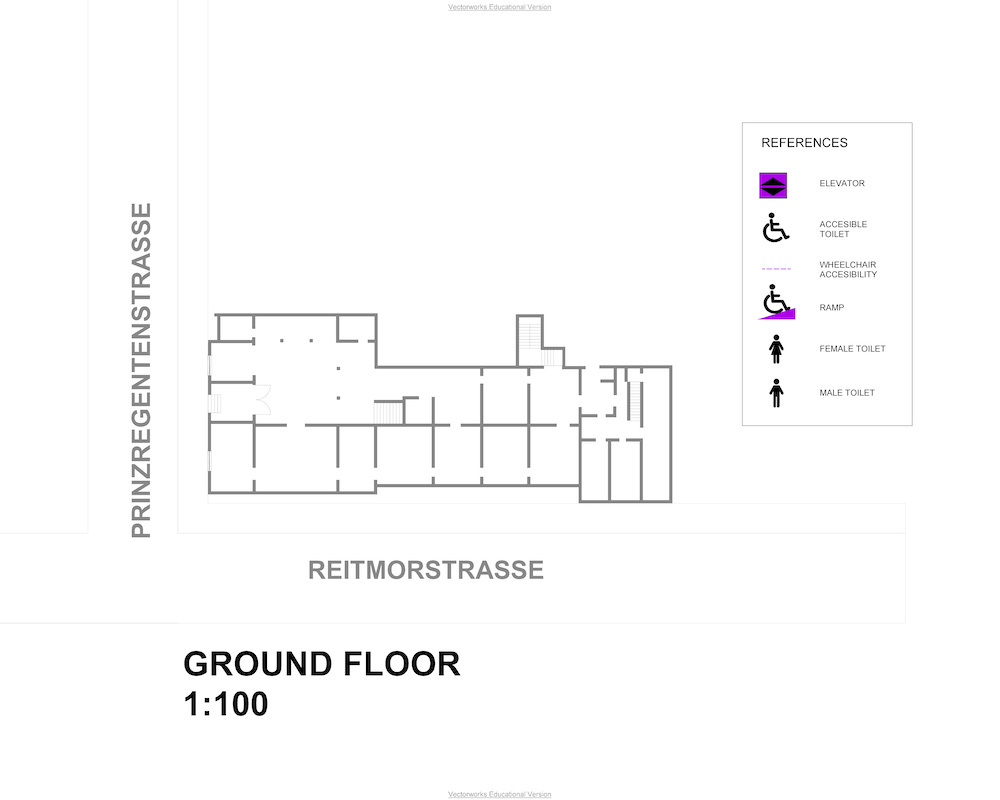 Vectorworks Educational Version
REFERENCES
ELEVATOR
ACCESIBLE
TOILET
WHEELCHAIR
ACCESIBILITY
RAMP
FEMALE TOILET
MALE TOILET
PRINZREGENTENSTRASSE
REITMORSTRASSE
GROUND FLOOR
1:100
Vectorworks Educational Version